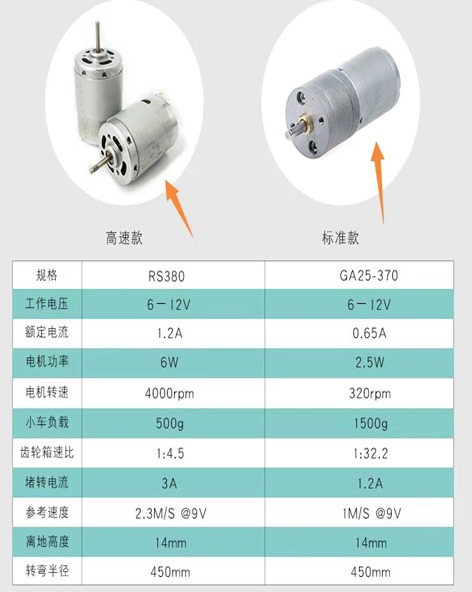 高速款 标准款
规格 RS380 GA25-370
工作电压 6－12V 6－12V
额定电流 1.2A 0.65A
电机功率 6W 2.5W
电机转速 4000rpm 320rpm
小车负载 500g 1500g
齿轮箱速比 1:4.5 1:32.2
堵转电流 3A 1.2A
参考速度 2.3M/S @9V 1M/S @9V
离地高度 14mm 14mm
转弯半径 450mm 450mm